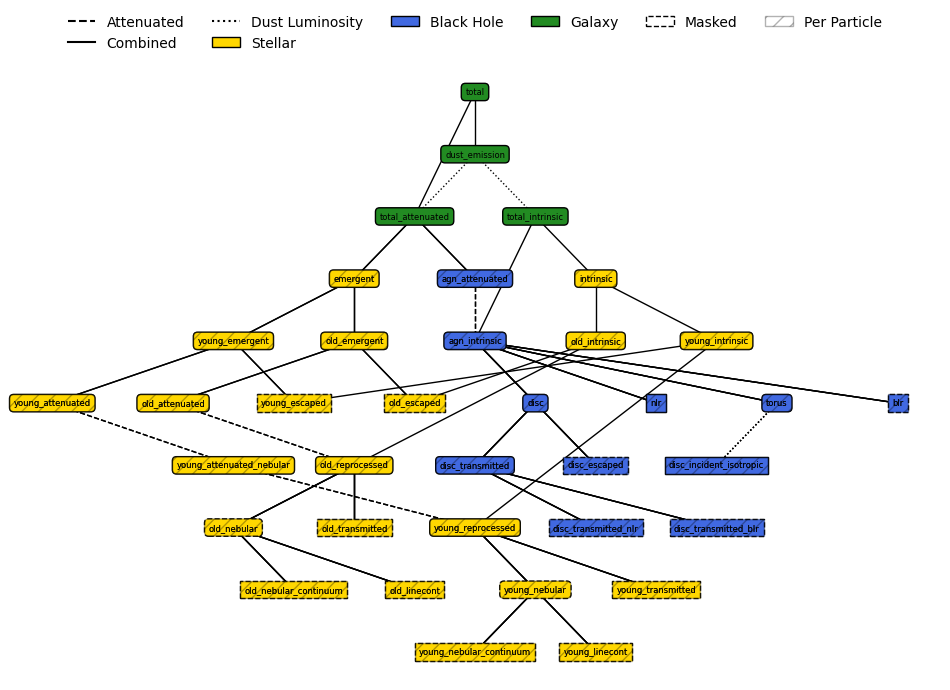 Attenuated Dust Luminosity Black Hole Galaxy Masked Per Particle
Combined Stellar
total
dust_emission
total_attenuated total_intrinsic
emergent agn_attenuated intrinsic
young_emergent old_emergent agn_intrinsic old_intrinsic young_intrinsic
young_attenuated old_attenuated young_escaped old_escaped disc nlr torus blr
young_attenuated_nebular old_reprocessed disc_transmitted disc_escaped disc_incident_isotropic
old_nebular old_transmitted young_reprocessed disc_transmitted_nlr disc_transmitted_blr
old_nebular_continuum old_linecont young_nebular young_transmitted
young_nebular_continuum young_linecont